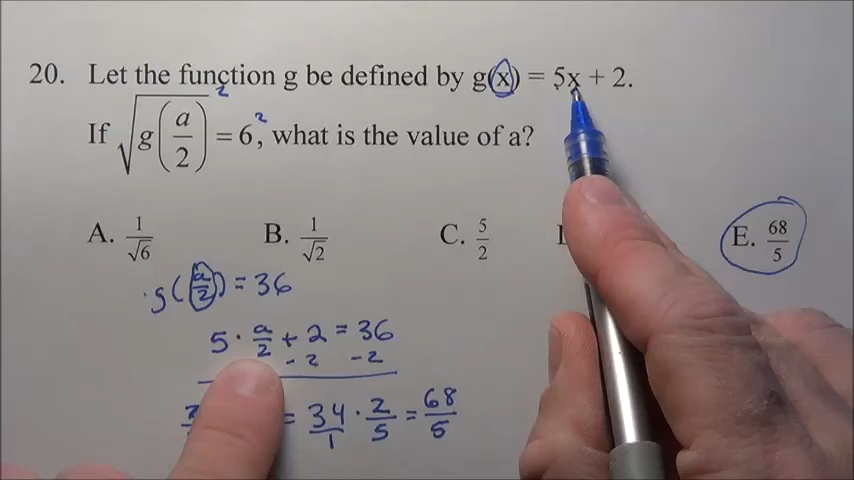 20. Let the function g be defined by g(x) = 5x + 2.
If √g(a/2)² = 6², what is the value of a?
A. 1/√6 B. 1/√2 C. 5/2 E. 68/5
g(a/2) = 36
5 · a/2 + 2 = 36
- 2 - 2
= 34/1 · 2/5 = 68/5